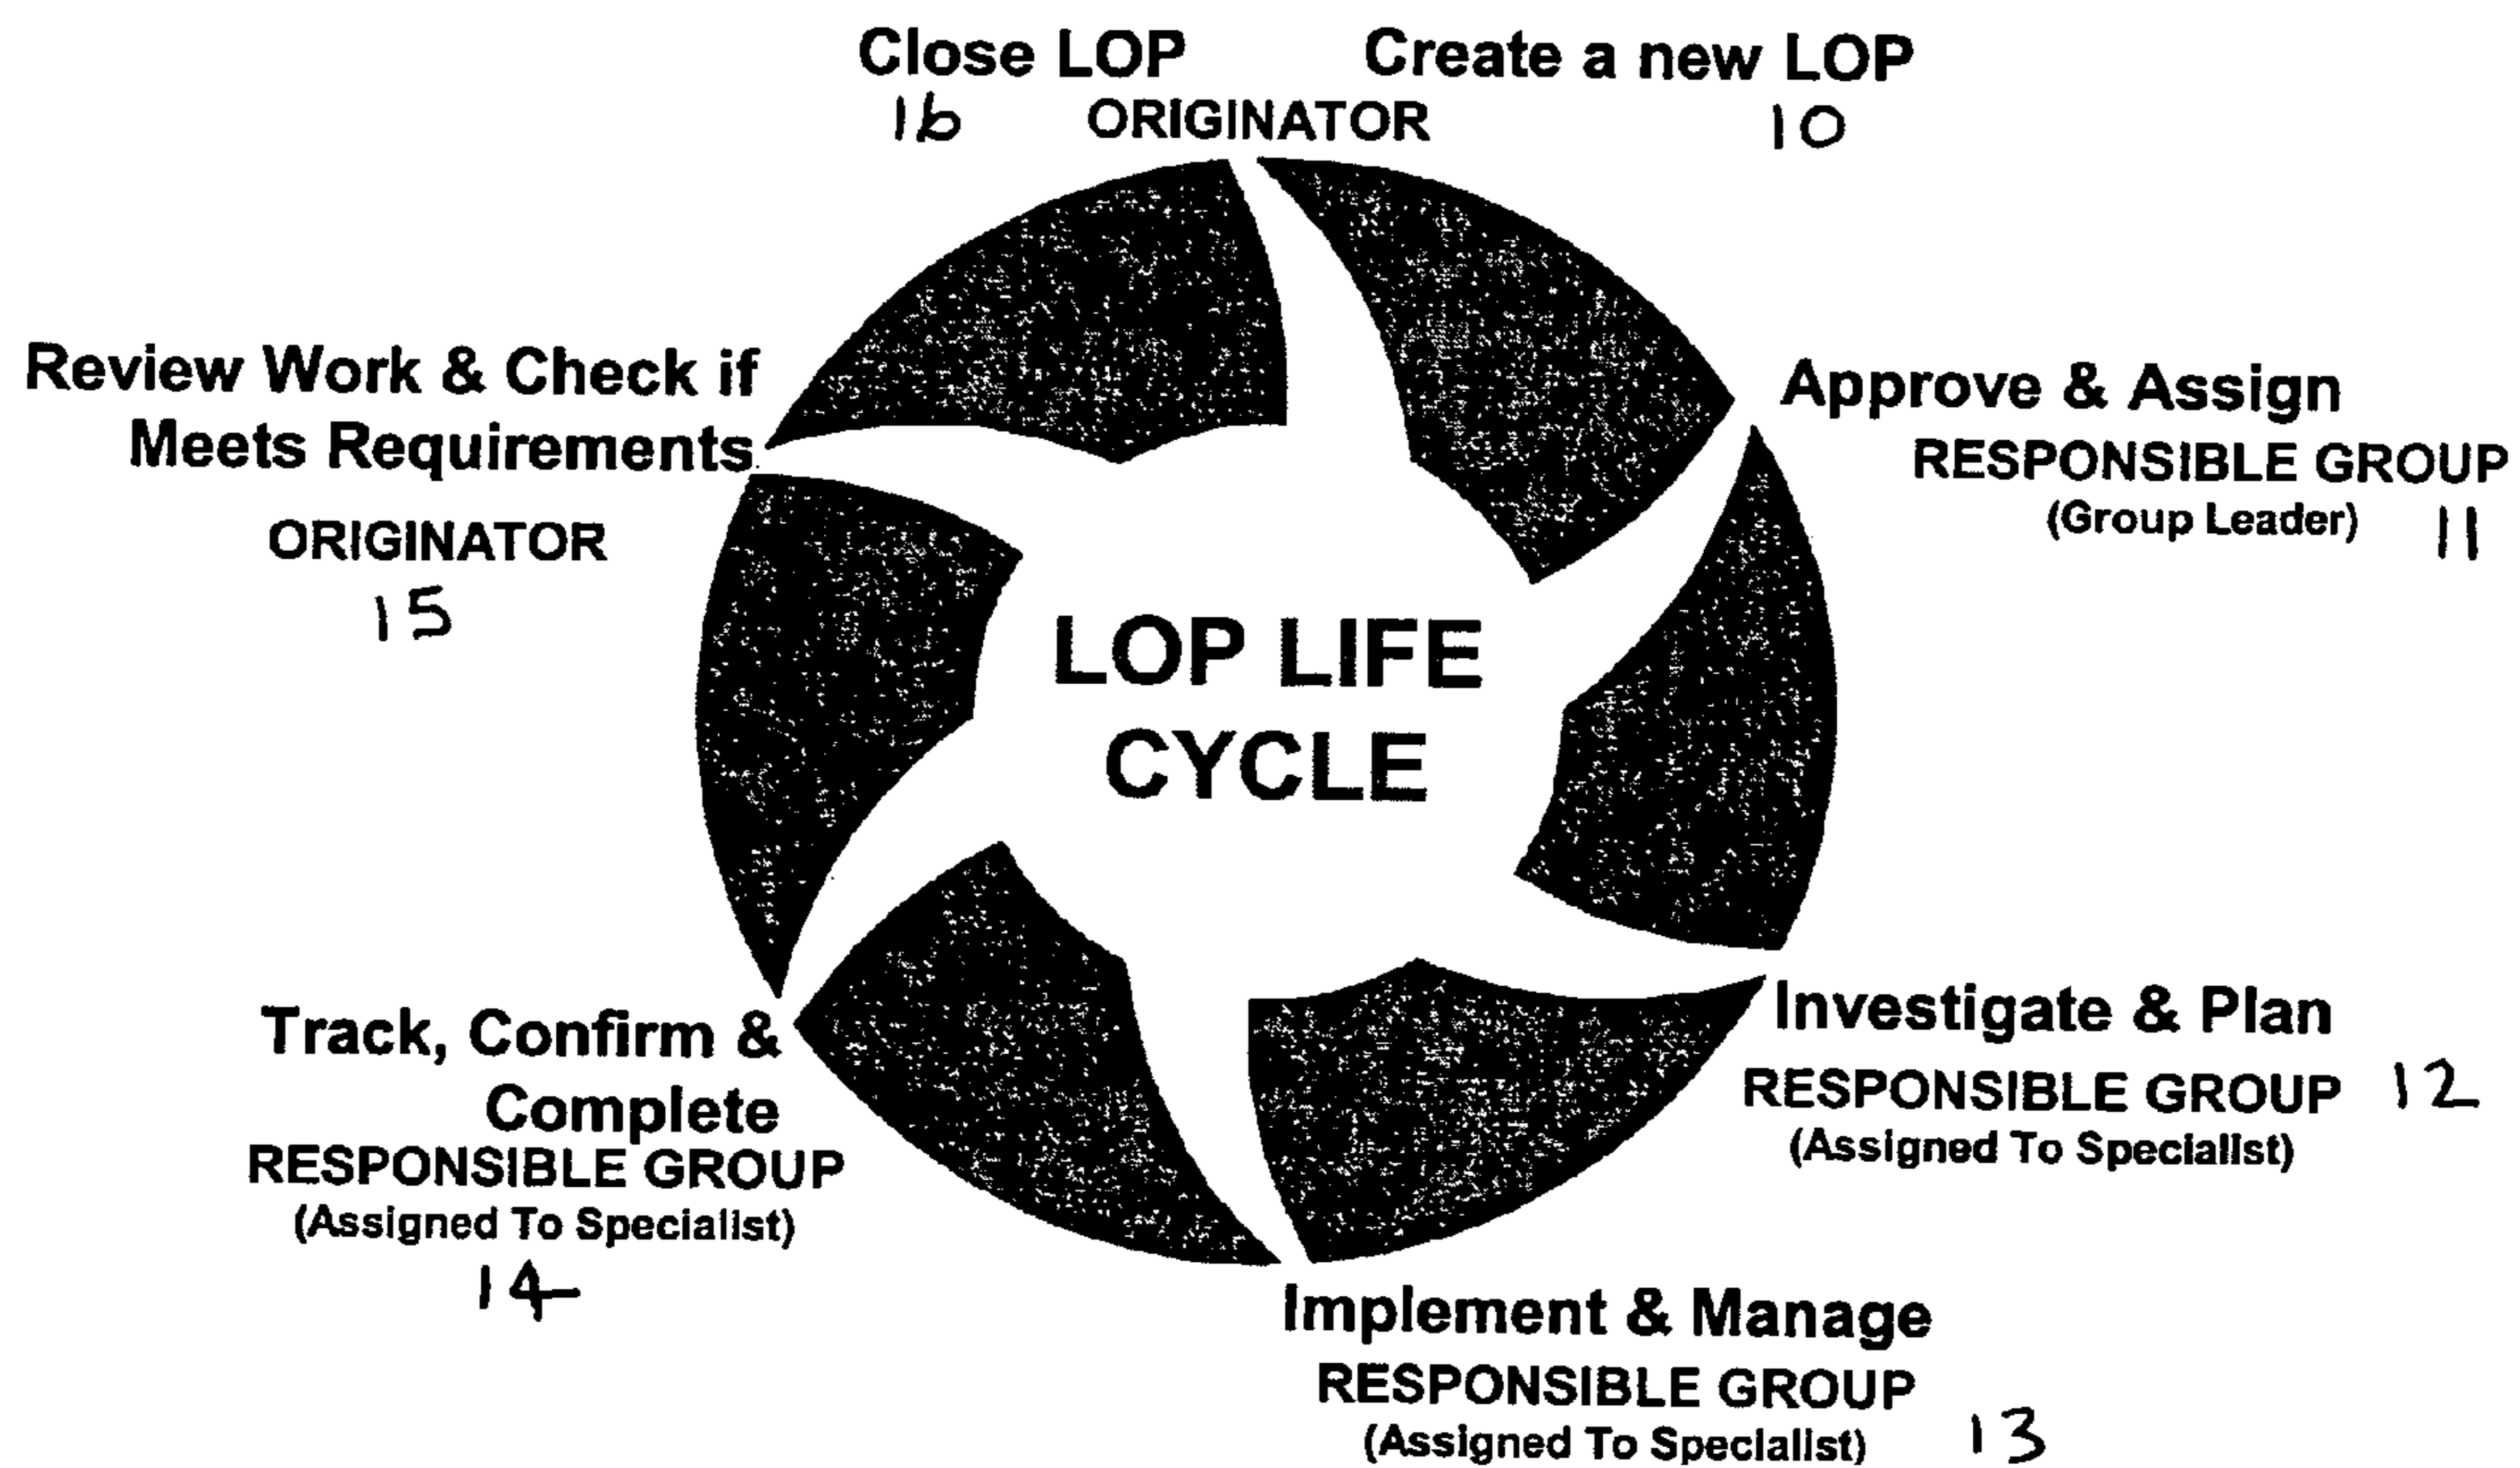 Close LOP
16
ORIGINATOR
Create a new LOP
10
Approve & Assign
RESPONSIBLE GROUP
(Group Leader)
11
Investigate & Plan
RESPONSIBLE GROUP
12
(Assigned To Specialist)
Implement & Manage
RESPONSIBLE GROUP
(Assigned To Specialist)
13
Track, Confirm &
Complete
RESPONSIBLE GROUP
(Assigned To Specialist)
14
Review Work & Check if
Meets Requirements
ORIGINATOR
15
LOP LIFE
CYCLE